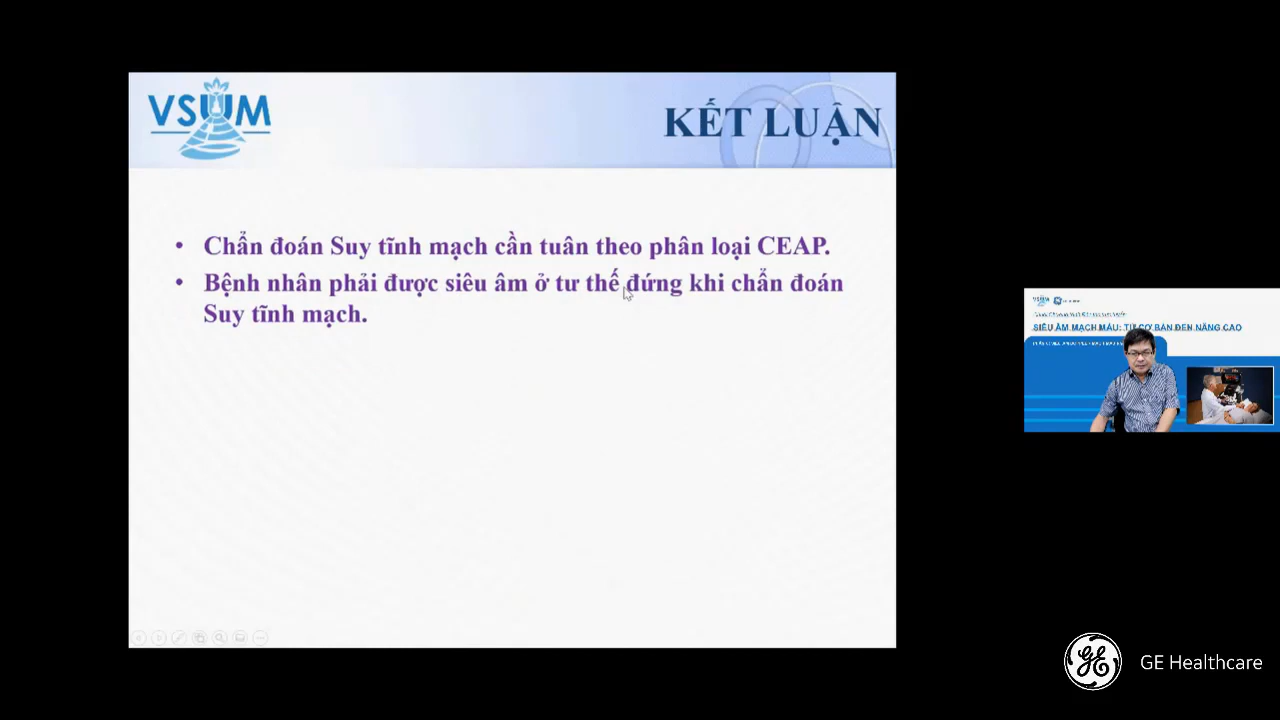 VSUM
KẾT LUẬN
• Chẩn đoán Suy tĩnh mạch cần tuân theo phân loại CEAP.
• Bệnh nhân phải được siêu âm ở tư thế đứng khi chẩn đoán
Suy tĩnh mạch.
VSUM
SIÊU ÂM MẠCH MÁU: TỪ CƠ BẢN ĐẾN NÂNG CAO
GE Healthcare